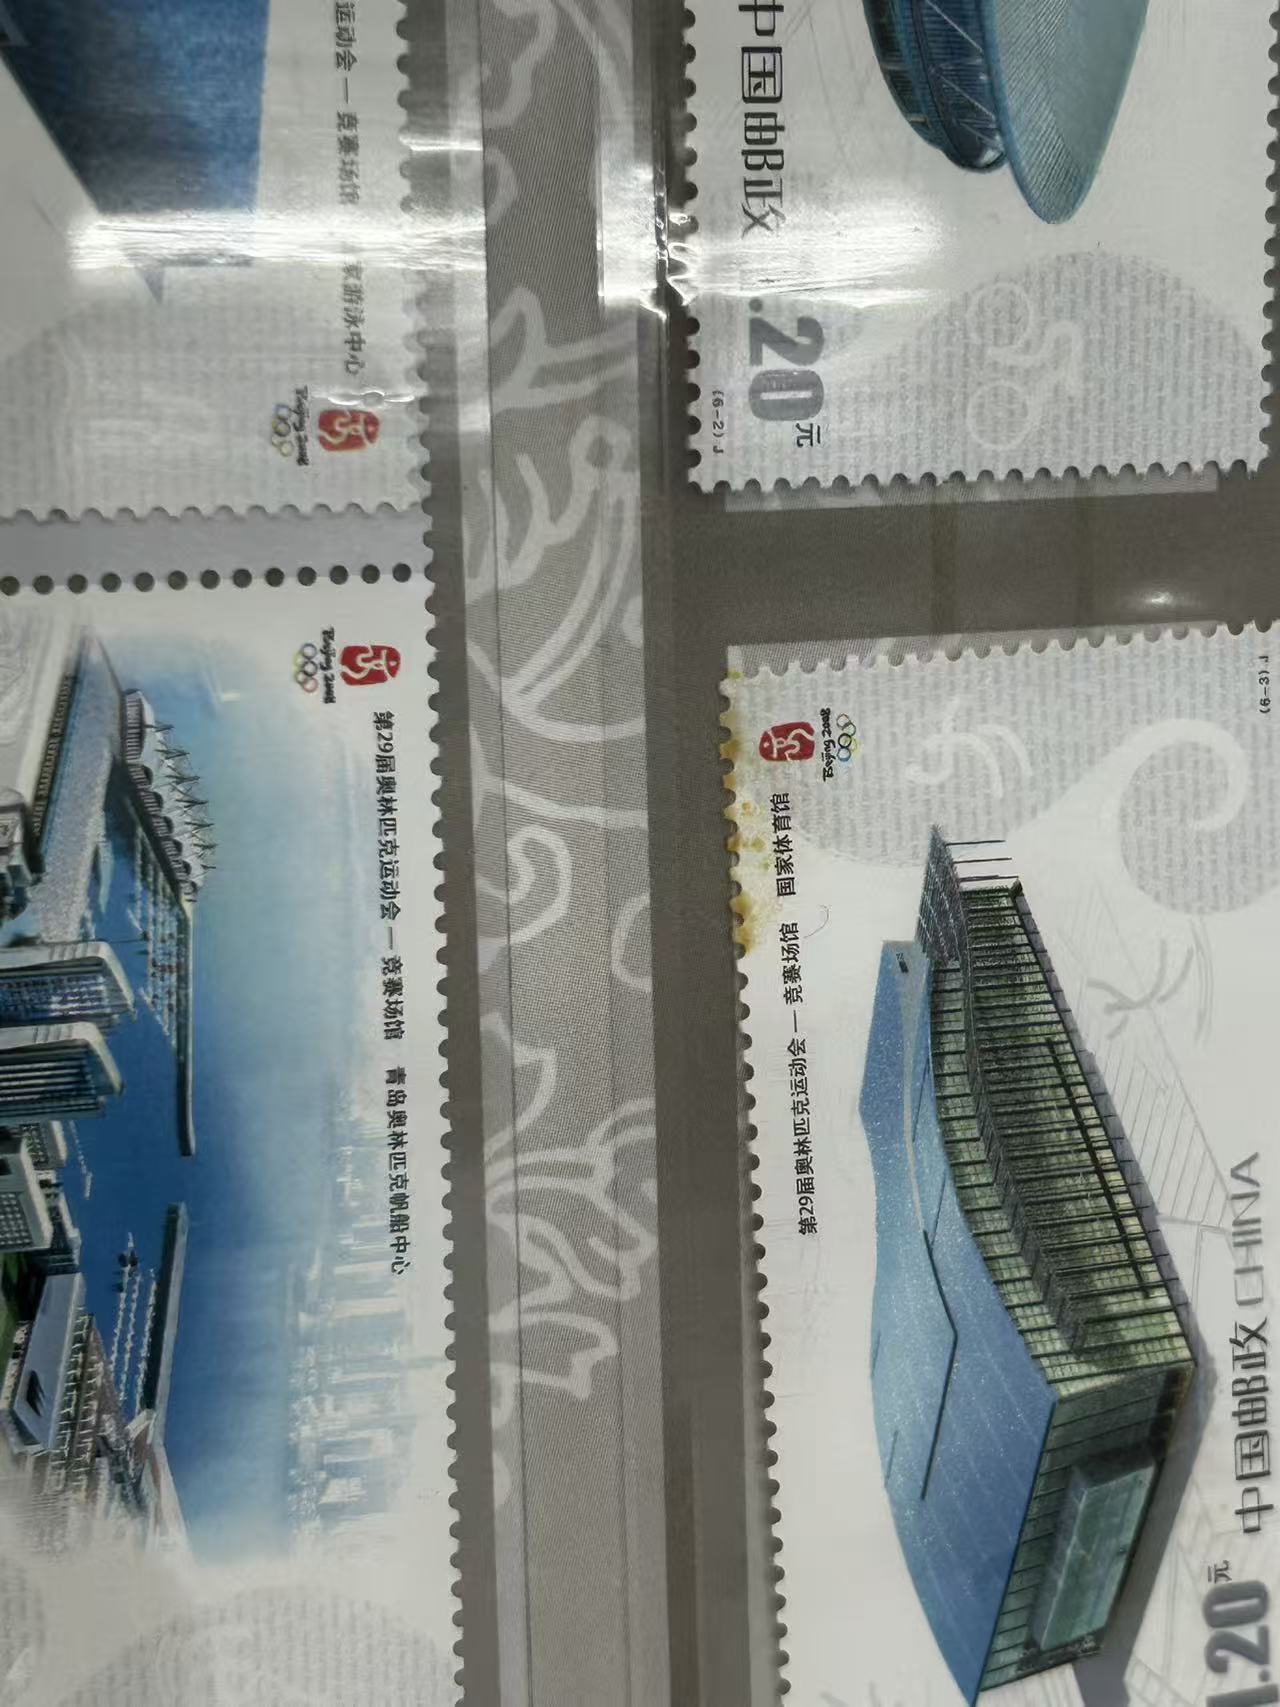 运动会 — 竞赛场馆
家游泳中心
Beijing 2008
中国邮政
.20元
(6-2)J
Beijing 2008
第29届奥林匹克运动会 — 竞赛场馆 青岛奥林匹克帆船中心
(6-3)J
Beijing 2008
第29届奥林匹克运动会 — 竞赛场馆 国家体育馆
中国邮政 CHINA
1.20元